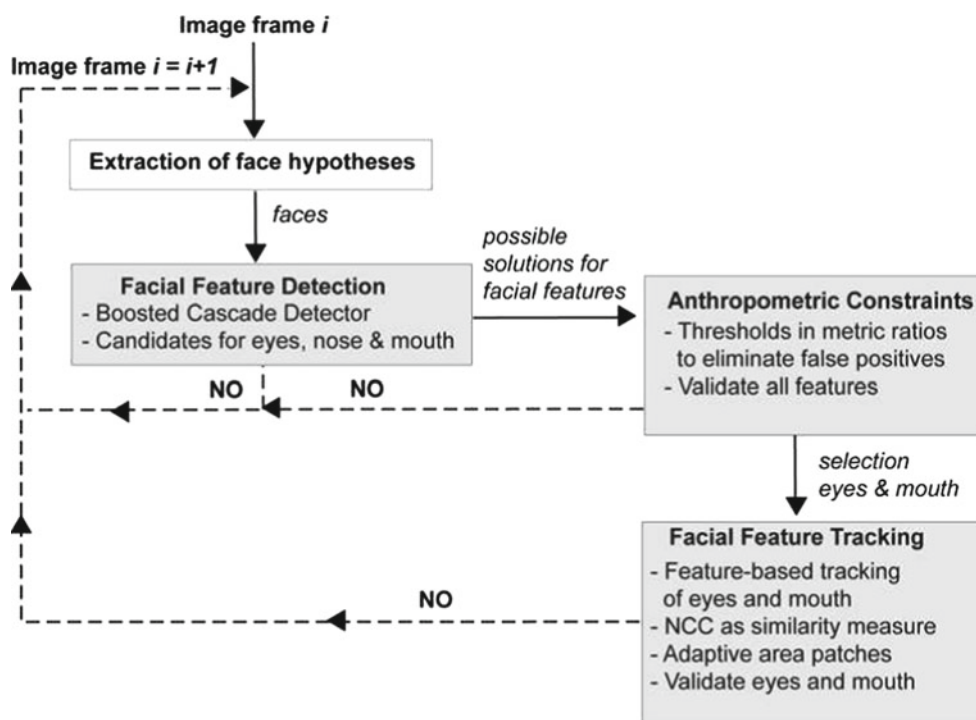 Image frame i
Image frame i = i+1
Extraction of face hypotheses
faces
possible
solutions for
facial features
Facial Feature Detection
- Boosted Cascade Detector
- Candidates for eyes, nose & mouth
Anthropometric Constraints
- Thresholds in metric ratios
to eliminate false positives
- Validate all features
NO
NO
selection
eyes & mouth
Facial Feature Tracking
- Feature-based tracking
of eyes and mouth
- NCC as similarity measure
- Adaptive area patches
- Validate eyes and mouth
NO